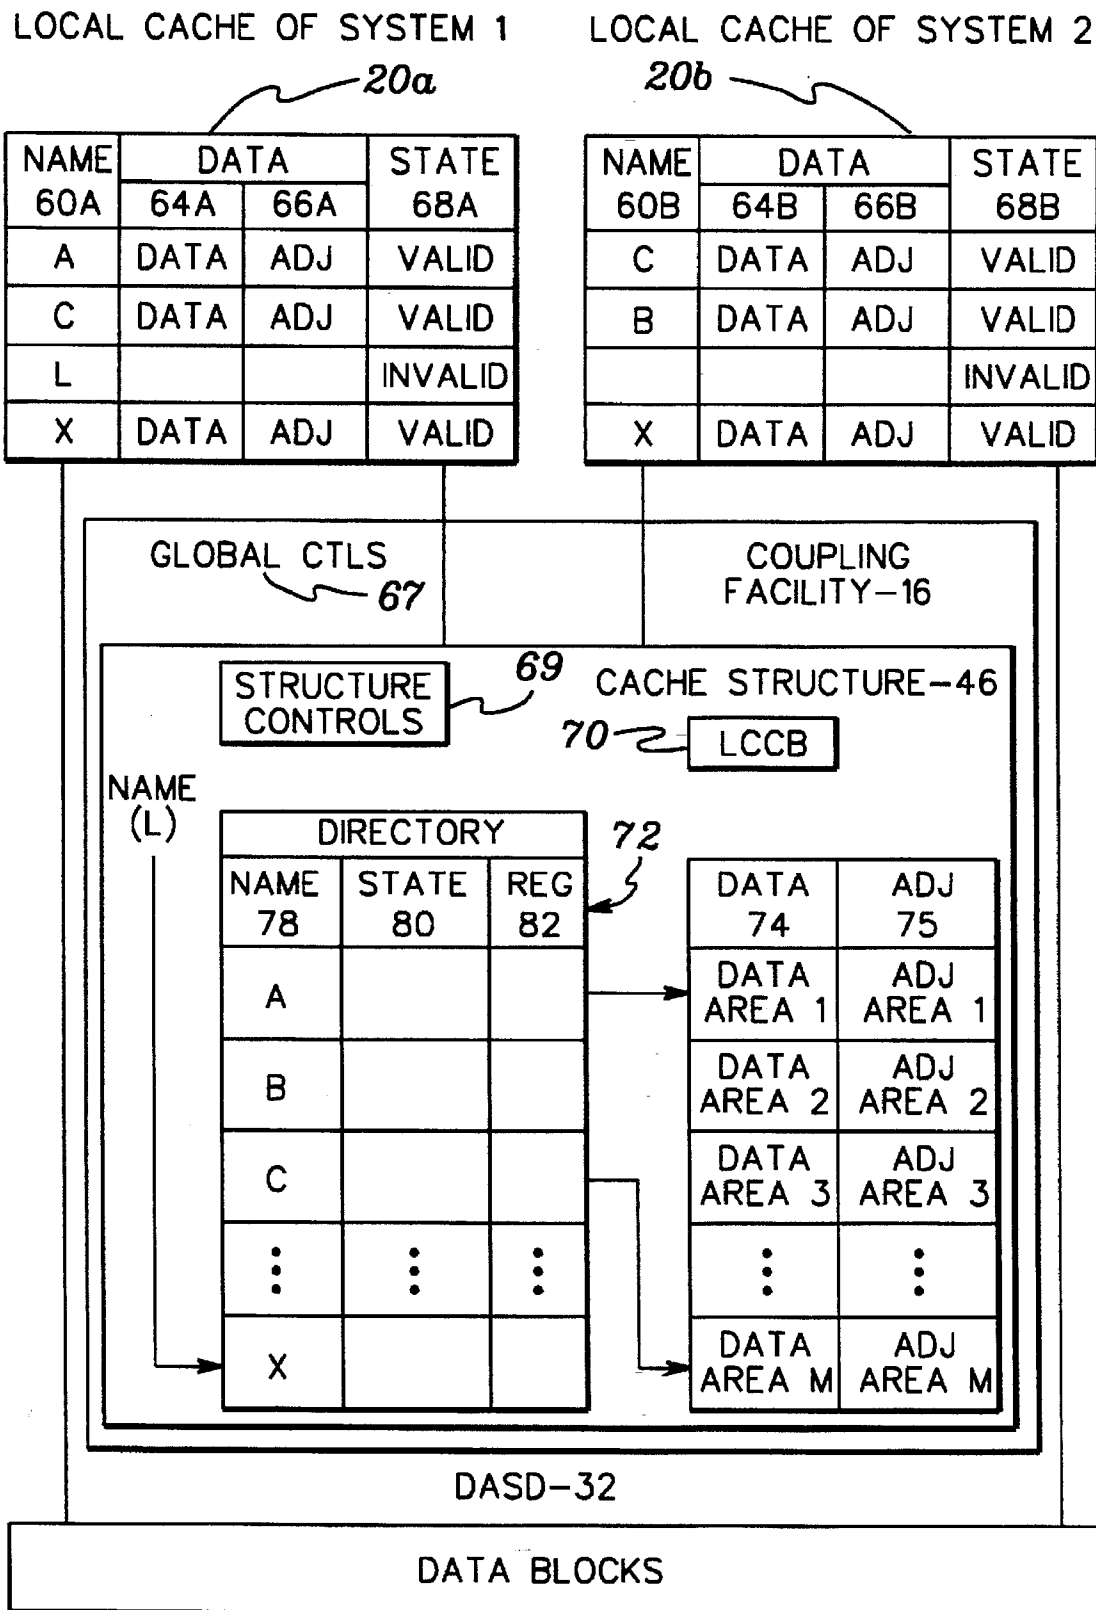 LOCAL CACHE OF SYSTEM 1
LOCAL CACHE OF SYSTEM 2
20a
20b
NAME DATA STATE
60A 64A 66A 68A
A DATA ADJ VALID
C DATA ADJ VALID
L INVALID
X DATA ADJ VALID
NAME DATA STATE
60B 64B 66B 68B
C DATA ADJ VALID
B DATA ADJ VALID
INVALID
X DATA ADJ VALID
GLOBAL CTLS
67
COUPLING
FACILITY-16
STRUCTURE
CONTROLS
69
CACHE STRUCTURE-46
70
LCCB
NAME
(L)
DIRECTORY
72
NAME STATE REG
78 80 82
A
B
C
X
DATA ADJ
74 75
DATA ADJ
AREA 1 AREA 1
DATA ADJ
AREA 2 AREA 2
DATA ADJ
AREA 3 AREA 3
DATA ADJ
AREA M AREA M
DASD-32
DATA BLOCKS